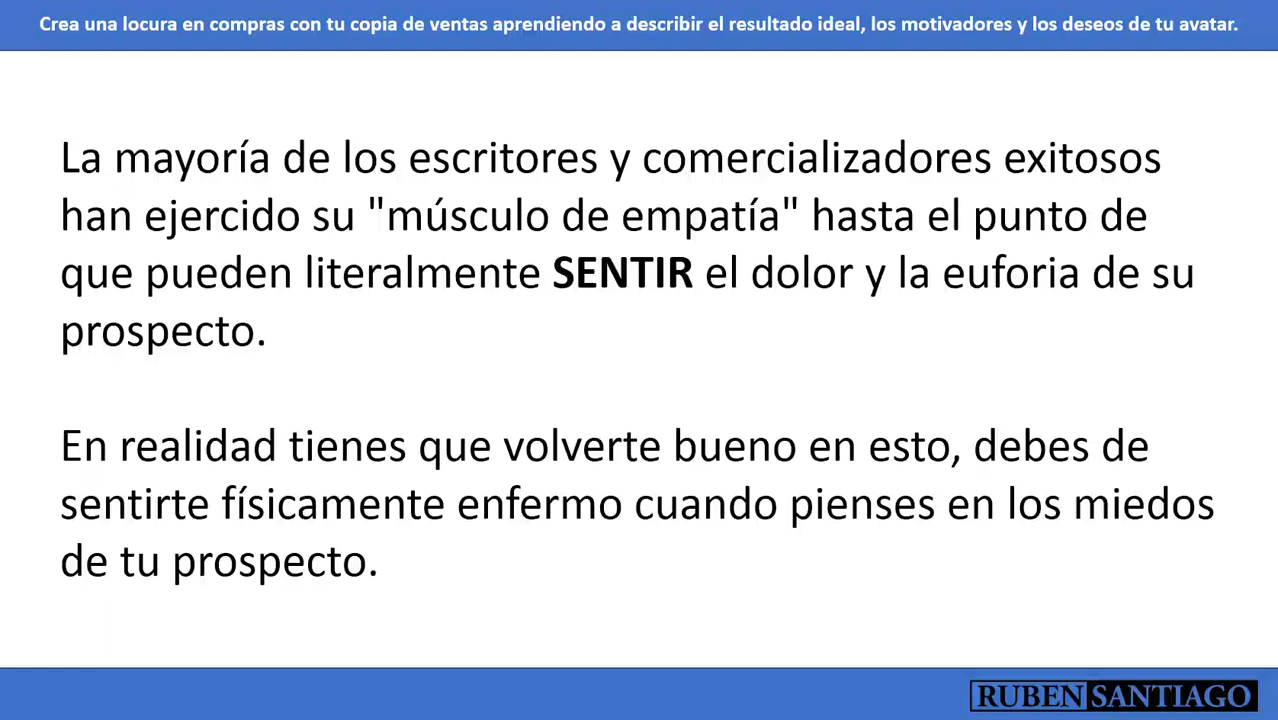 Crea una locura en compras con tu copia de ventas aprendiendo a describir el resultado ideal, los motivadores y los deseos de tu avatar.
La mayoría de los escritores y comercializadores exitosos
han ejercido su "músculo de empatía" hasta el punto de
que pueden literalmente SENTIR el dolor y la euforia de su
prospecto.
En realidad tienes que volverte bueno en esto, debes de
sentirte físicamente enfermo cuando pienses en los miedos
de tu prospecto.
RUBEN SANTIAGO